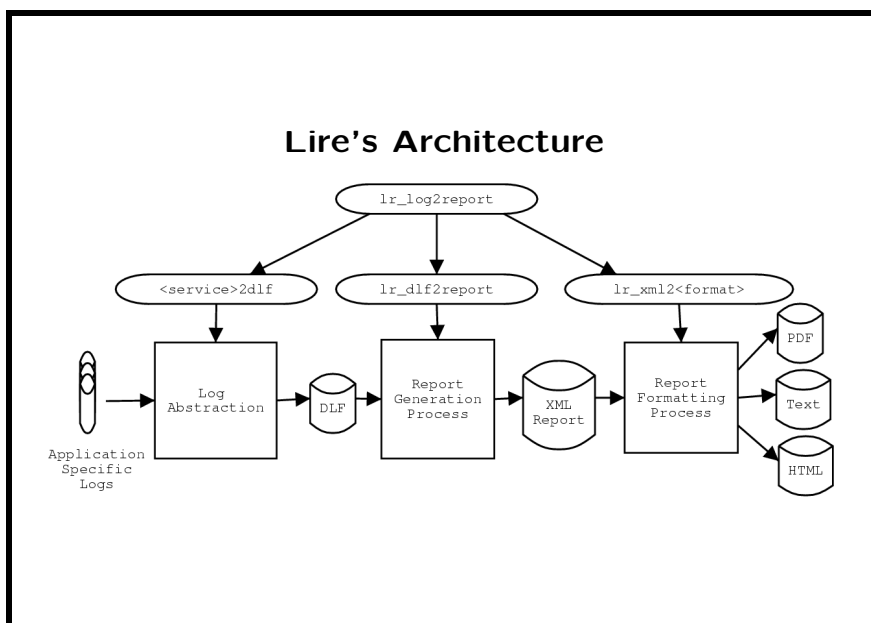 Lire's Architecture
lr_log2report
<service>2dlf
lr_dlf2report
lr_xml2<format>
PDF
Log
Abstraction
DLF
Report
Generation
Process
XML
Report
Report
Formatting
Process
Text
HTML
Application
Specific
Logs